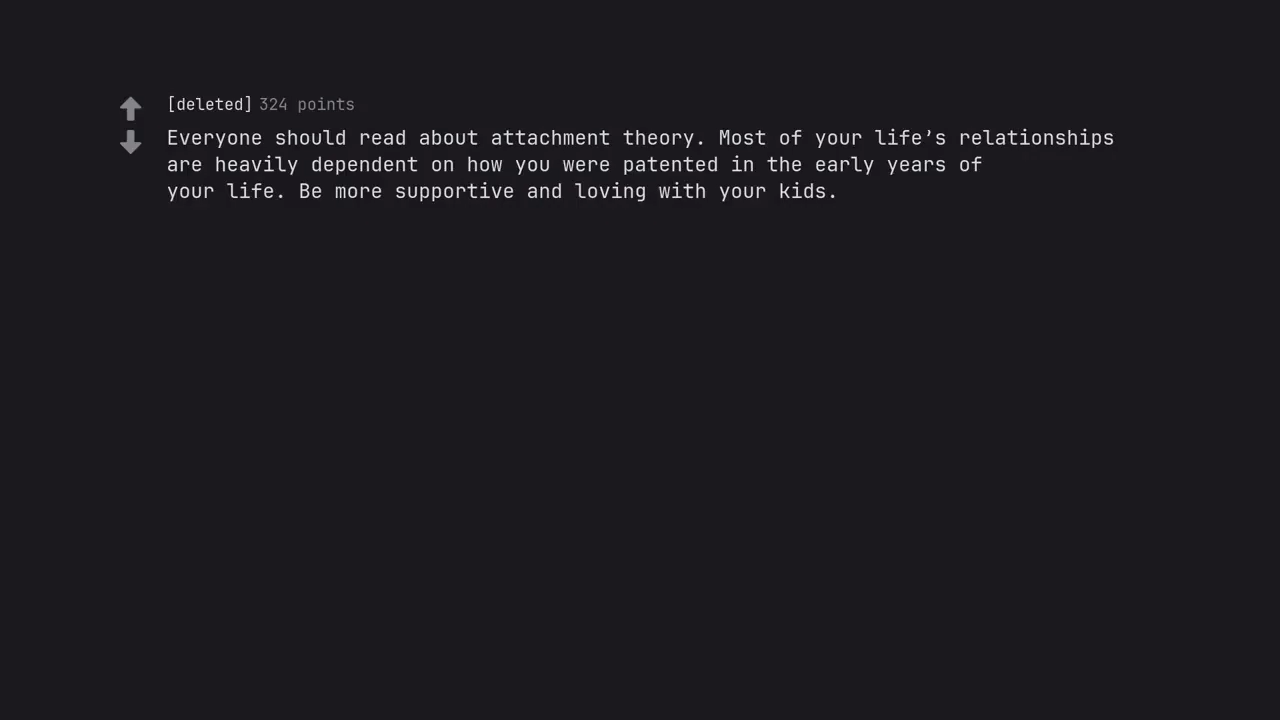 [deleted] 324 points
Everyone should read about attachment theory. Most of your life’s relationships
are heavily dependent on how you were patented in the early years of
your life. Be more supportive and loving with your kids.